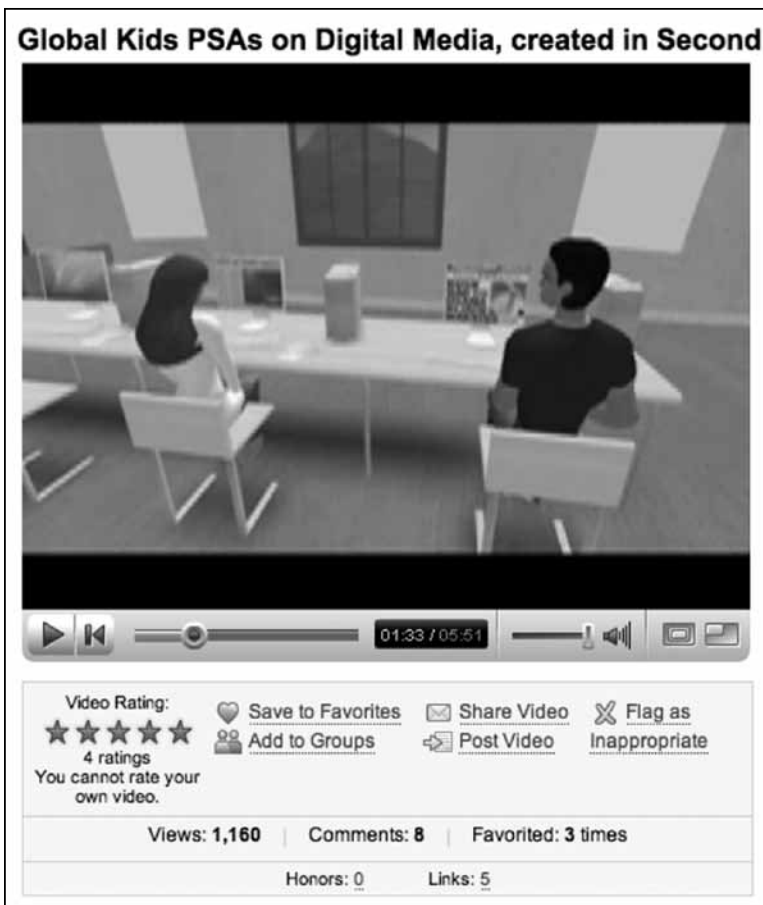 Global Kids PSAs on Digital Media, created in Second
01:33 / 05:51
Video Rating:
4 ratings
You cannot rate your
own video.
Save to Favorites
Share Video
Flag as
Inappropriate
Add to Groups
Post Video
Views: 1,160 | Comments: 8 | Favorited: 3 times
Honors: 0 Links: 5